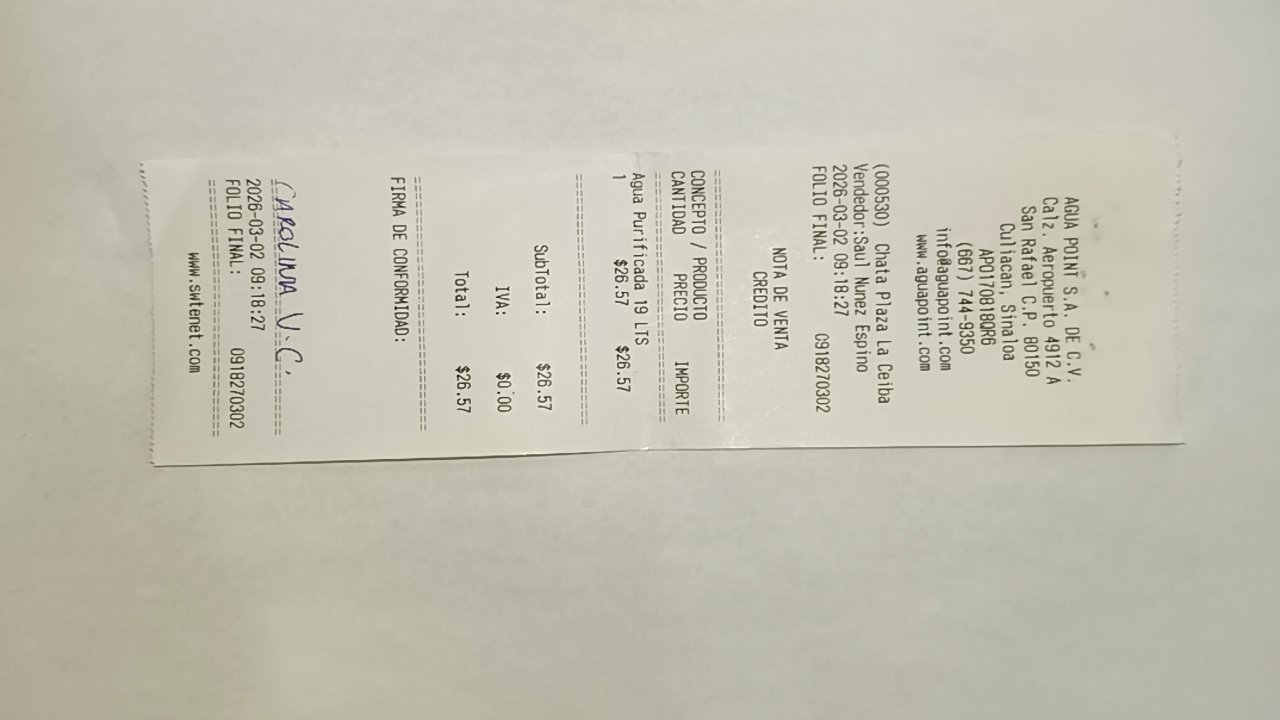 AGUA POINT S.A. DE C.V.
Calz. Aeropuerto 4912 A
San Rafael C.P. 80150
Culiacan, Sinaloa
APO170818QR6
(667) 744-9350
info@aguapoint.com
www.aguapoint.com
NOTA DE VENTA
CREDITO
(000530) Chata Plaza La Ceiba
Vendedor:Saul Nunez Espino
2026-03-02 09:18:27
FOLIO FINAL: 0918270302
CONCEPTO / PRODUCTO
CANTIDAD PRECIO IMPORTE
Agua Purificada 19 LTS
1 $26.57 $26.57
SubTotal: $26.57
IVA: $0.00
Total: $26.57
FIRMA DE CONFORMIDAD:
CAROLINA V.C.
2026-03-02 09:18:27
FOLIO FINAL: 0918270302
www.swtenet.com